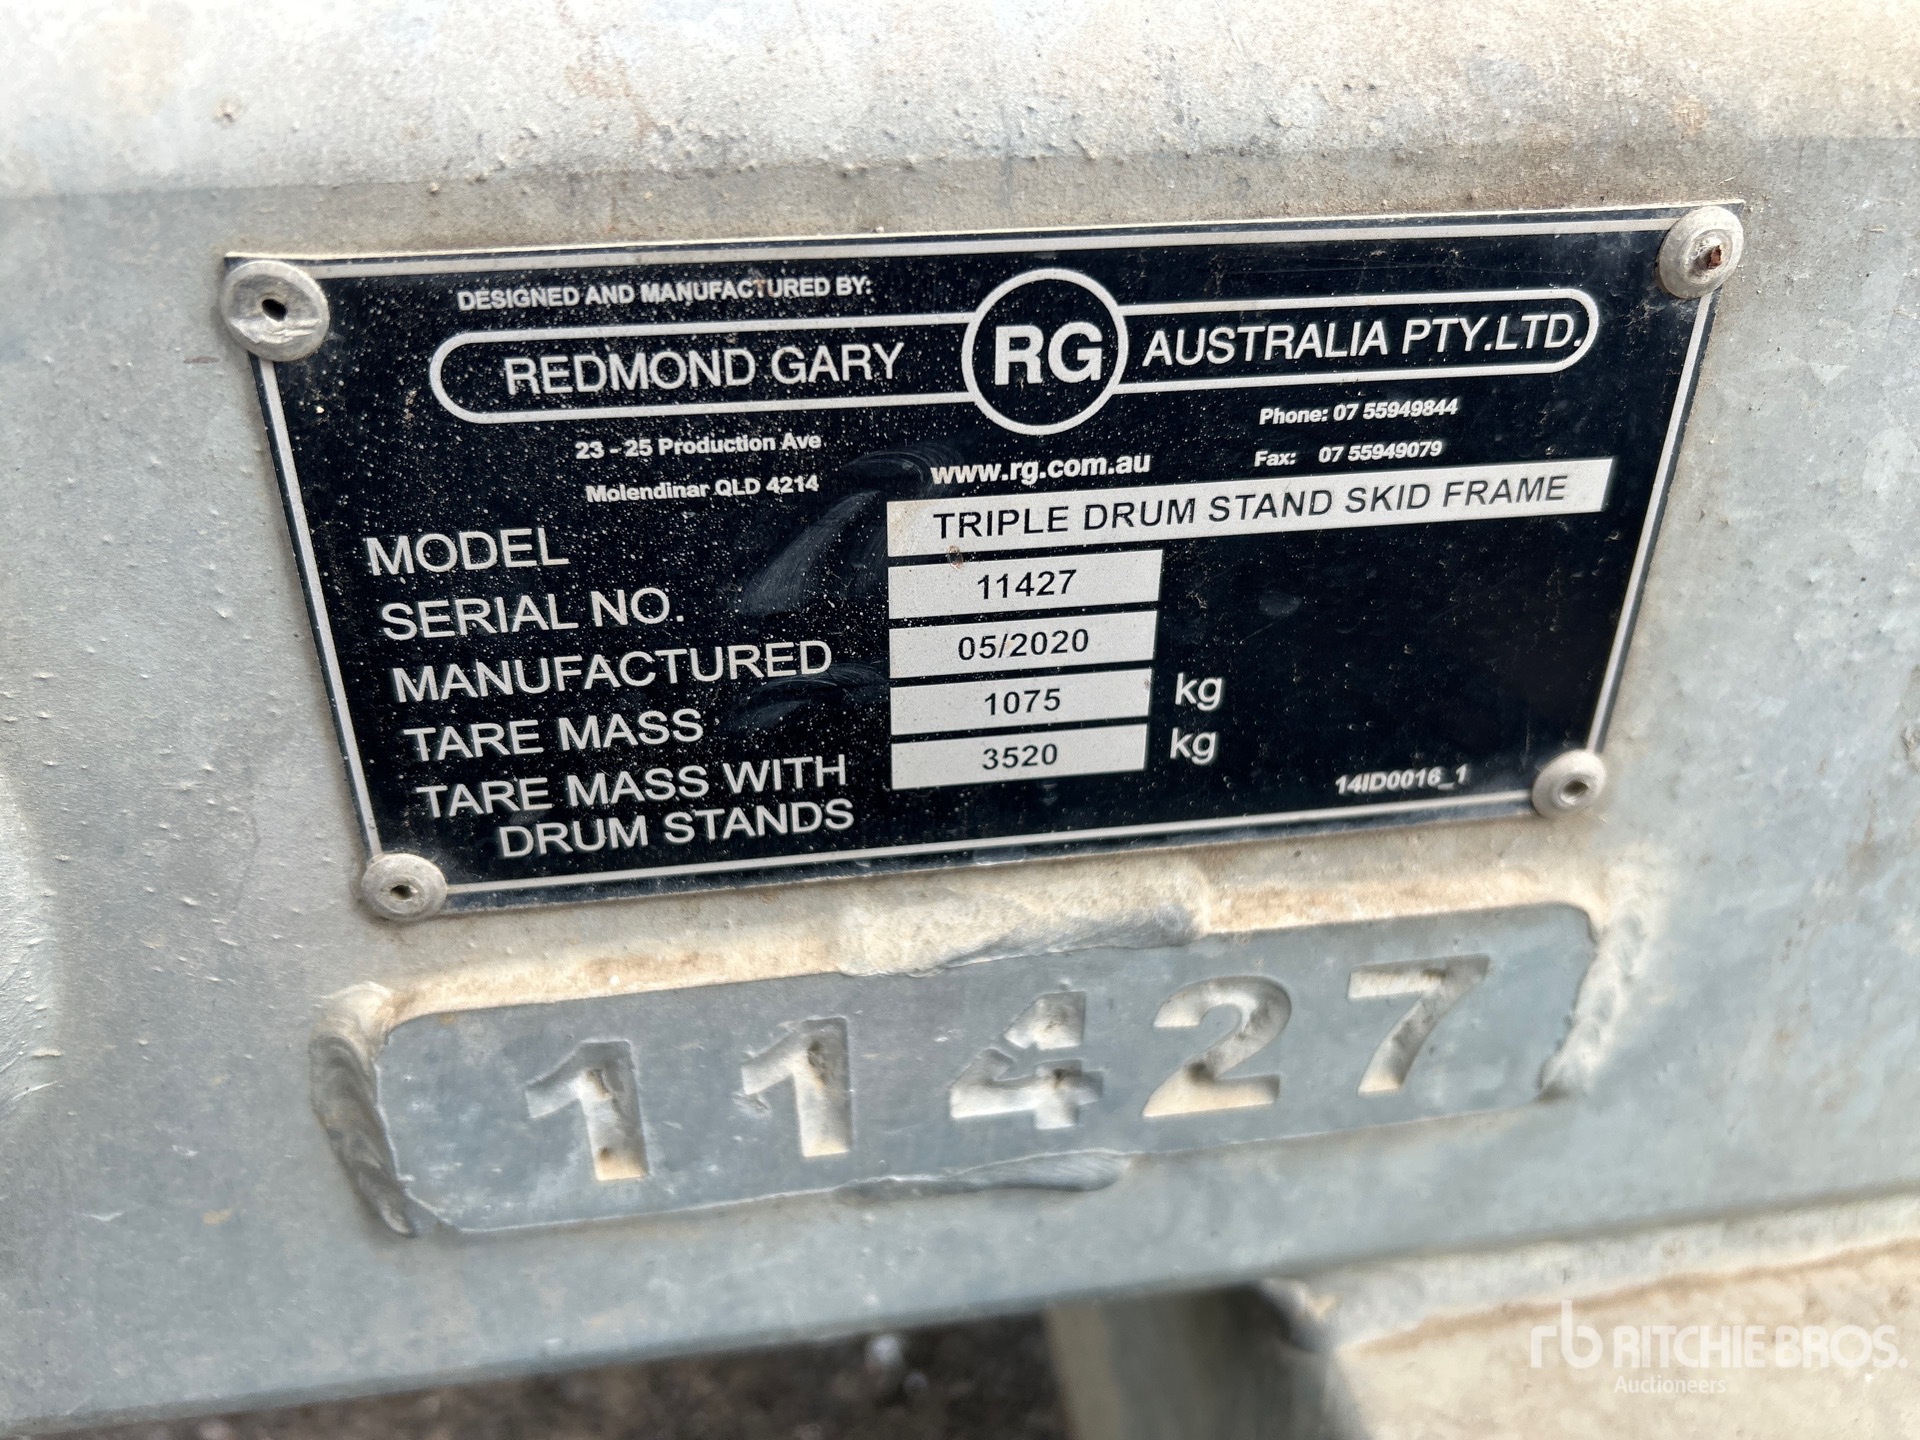 DESIGNED AND MANUFACTURED BY:
REDMOND GARY RG AUSTRALIA PTY.LTD.
23 - 25 Production Ave
Molendinar QLD 4214
www.rg.com.au
Phone: 07 55949844
Fax: 07 55949079
MODEL TRIPLE DRUM STAND SKID FRAME
SERIAL NO. 11427
MANUFACTURED 05/2020
TARE MASS 1075 kg
TARE MASS WITH 3520 kg
DRUM STANDS
14ID0016_1
11427
rb RITCHIE BROS.
Auctioneers